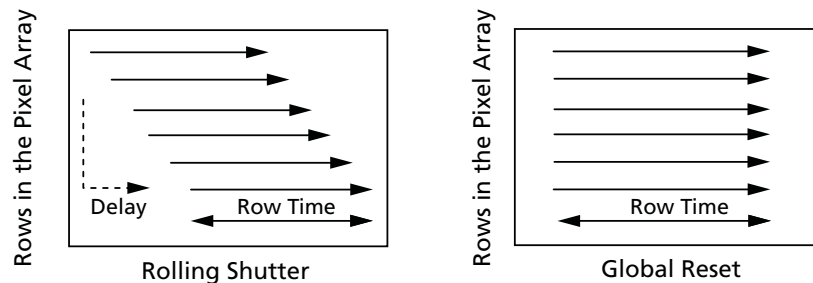 Rows in the Pixel Array
Delay
Row Time
Rolling Shutter
Rows in the Pixel Array
Row Time
Global Reset